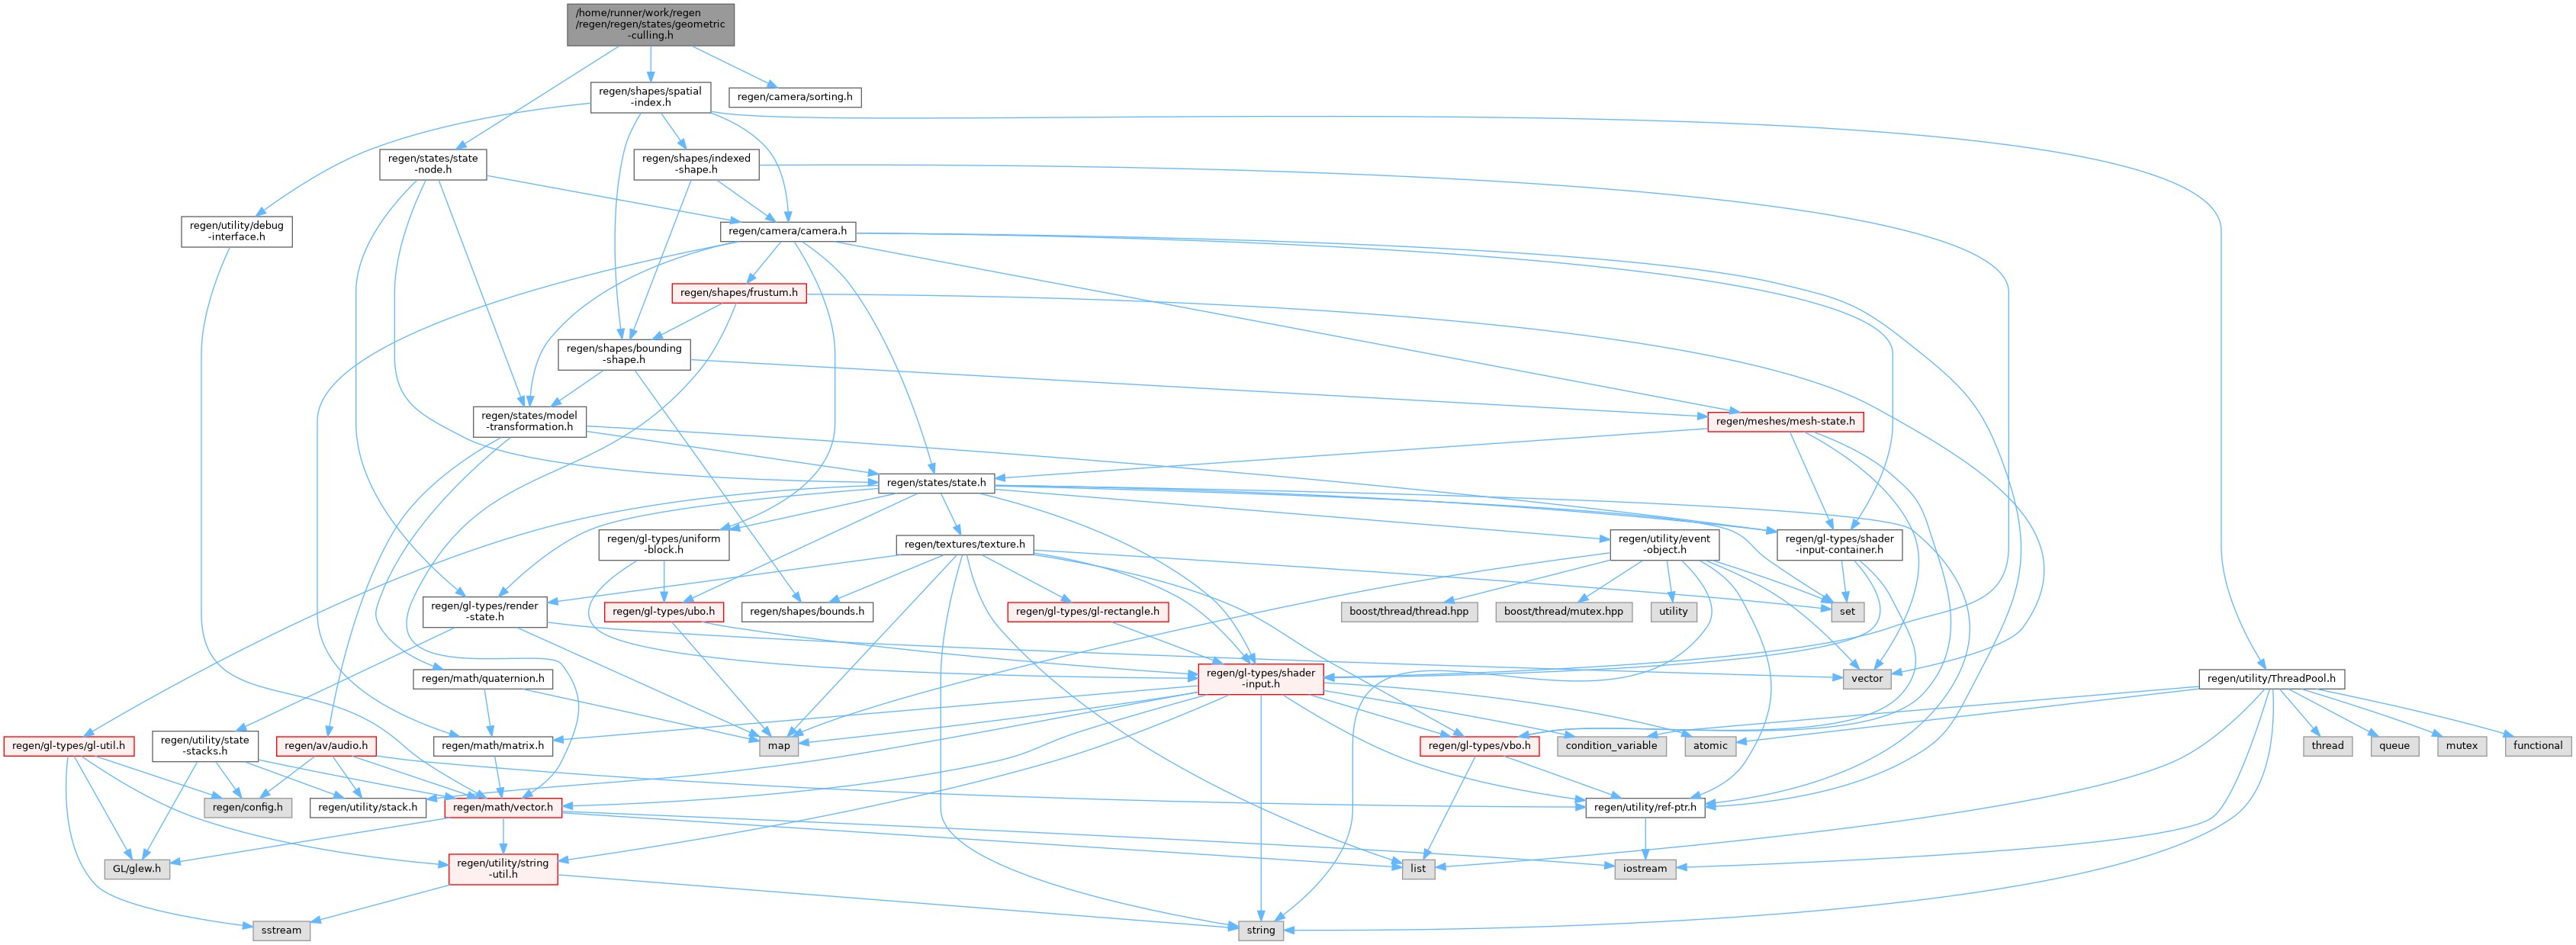 /home/runner/work/regen
/regen/regen/states/geometric
-culling.h
regen/shapes/spatial
-index.h
regen/camera/sorting.h
regen/states/state
-node.h
regen/shapes/indexed
-shape.h
regen/utility/debug
-interface.h
regen/camera/camera.h
regen/shapes/frustum.h
regen/shapes/bounding
-shape.h
regen/states/model
-transformation.h
regen/meshes/mesh-state.h
regen/states/state.h
regen/gl-types/uniform
-block.h
regen/textures/texture.h
regen/utility/event
-object.h
regen/gl-types/shader
-input-container.h
regen/gl-types/render
-state.h
regen/gl-types/ubo.h
regen/shapes/bounds.h
regen/gl-types/gl-rectangle.h
boost/thread/thread.hpp
boost/thread/mutex.hpp
utility
set
regen/math/quaternion.h
regen/gl-types/shader
-input.h
vector
regen/utility/ThreadPool.h
regen/gl-types/gl-util.h
regen/utility/state
-stacks.h
regen/av/audio.h
regen/math/matrix.h
map
regen/gl-types/vbo.h
condition_variable
atomic
thread
queue
mutex
functional
regen/config.h
regen/utility/stack.h
regen/math/vector.h
regen/utility/ref-ptr.h
GL/glew.h
regen/utility/string
-util.h
list
iostream
sstream
string